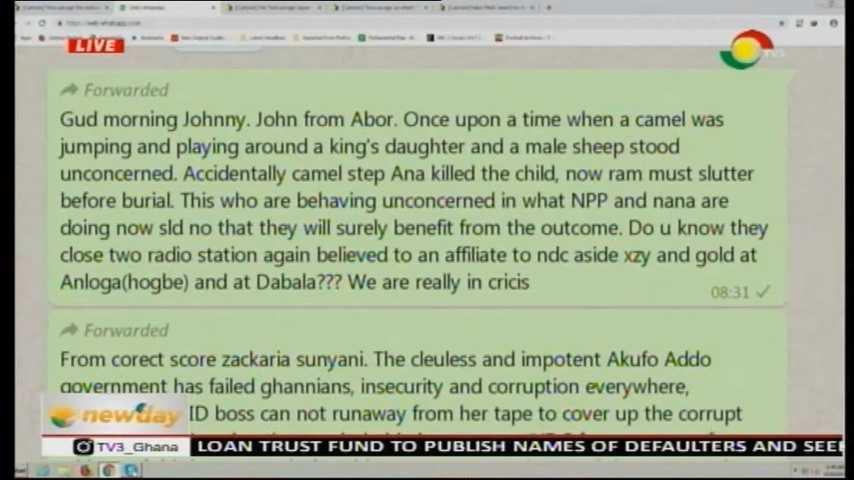 LIVE
TV3
Forwarded
Gud morning Johnny. John from Abor. Once upon a time when a camel was
jumping and playing around a king's daughter and a male sheep stood
unconcerned. Accidentally camel step Ana killed the child, now ram must slutter
before burial. This who are behaving unconcerned in what NPP and nana are
doing now sld no that they will surely benefit from the outcome. Do u know they
close two radio station again believed to an affiliate to ndc aside xzy and gold at
Anloga(hogbe) and at Dabala??? We are really in cricis
08:31
Forwarded
From corect score zackaria sunyani. The cleuless and impotent Akufo Addo
government has failed ghannians, insecurity and corruption everywhere,
ID boss can not runaway from her tape to cover up the corrupt
newday
TV3_Ghana
LOAN TRUST FUND TO PUBLISH NAMES OF DEFAULTERS AND SEE